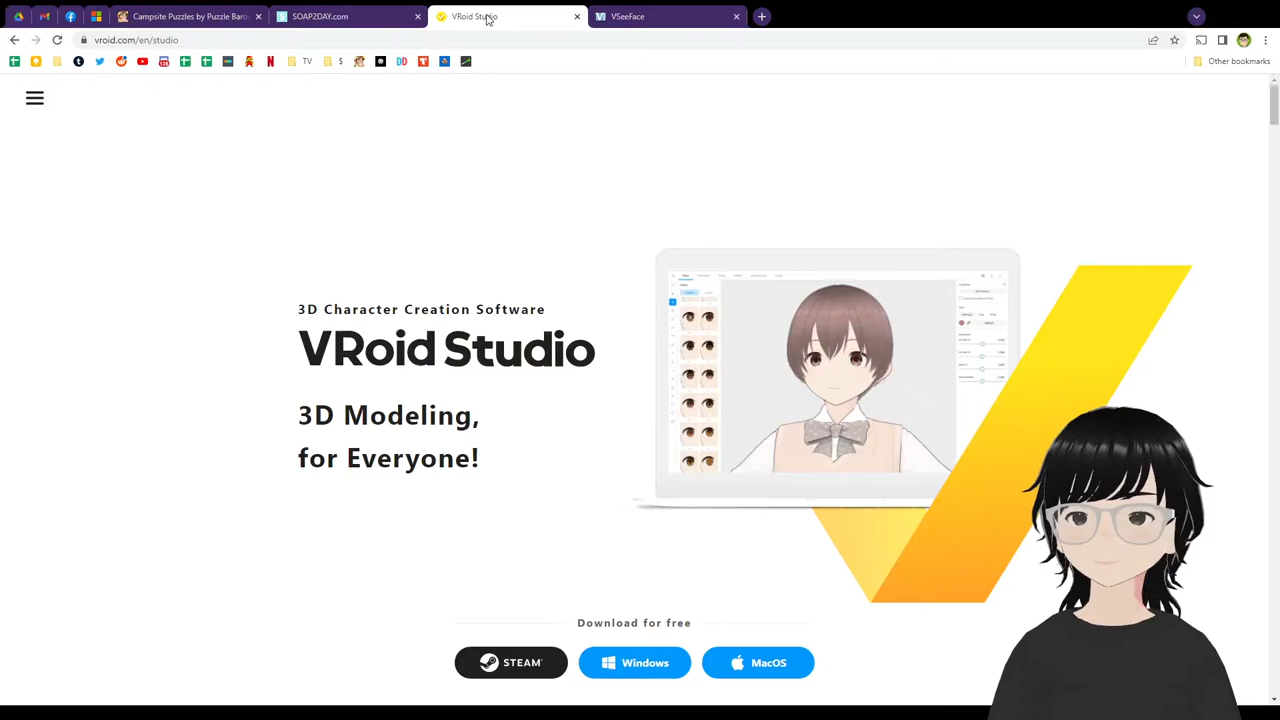 Campsite Puzzles by Puzzle Baro
SOAP2DAY.com
VRoid Studio
VSeeFace
vroid.com/en/studio
TV
$
Other bookmarks
3D Character Creation Software
VRoid Studio
3D Modeling,
for Everyone!
Download for free
STEAM
Windows
MacOS